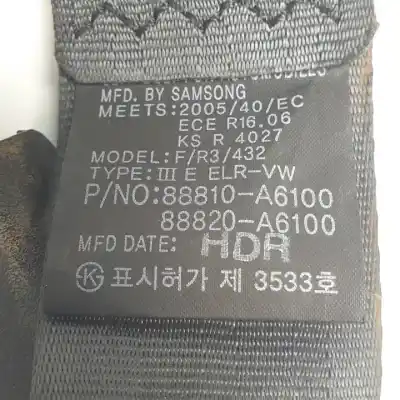 MFD. BY SAMSONG
MEETS:2005/40/EC
ECE R16.06
KS R 4027
MODEL:F/R3/432
TYPE:III E ELR-VW
P/NO:88810-A6100
88820-A6100
MFD DATE: HDR
K 표시허가 제 3533호